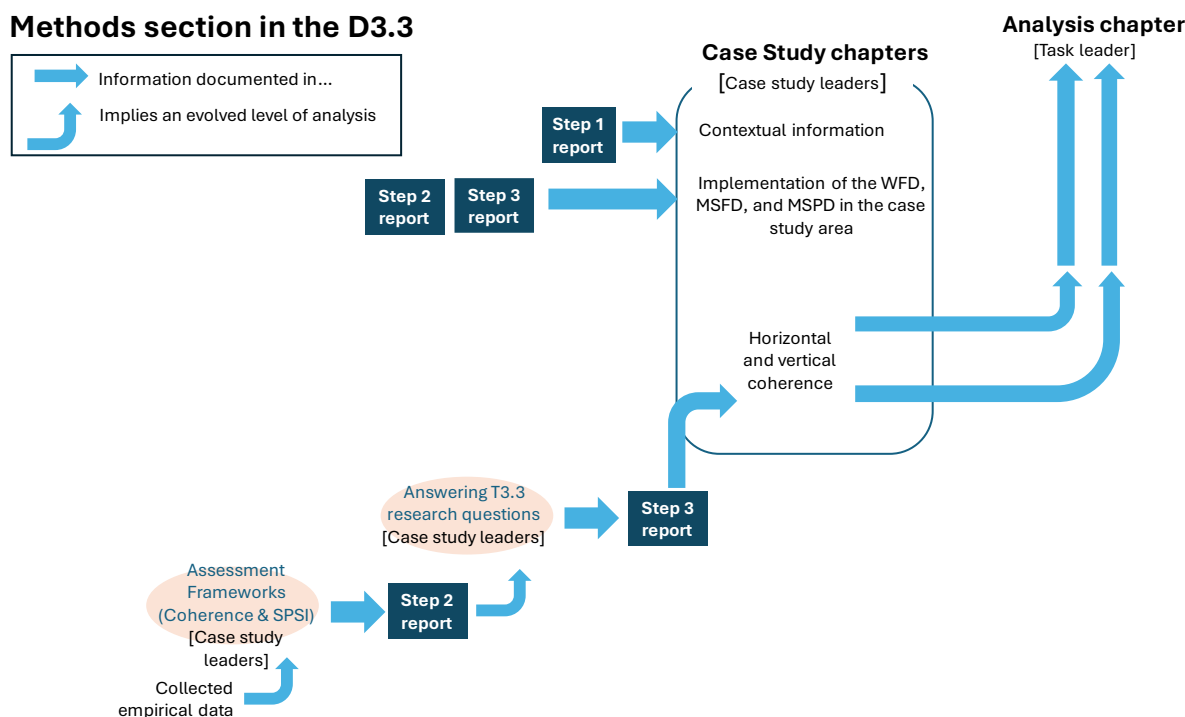 Methods section in the D3.3
Information documented in...
Implies an evolved level of analysis
Analysis chapter
[Task leader]
Case Study chapters
[Case study leaders]
Step 1
report
Contextual information
Step 2
report
Step 3
report
Implementation of the WFD,
MSFD, and MSPD in the case
study area
Horizontal
and vertical
coherence
Answering T3.3
research questions
[Case study leaders]
Step 3
report
Assessment
Frameworks
(Coherence & SPSI)
[Case study
leaders]
Step 2
report
Collected
empirical data